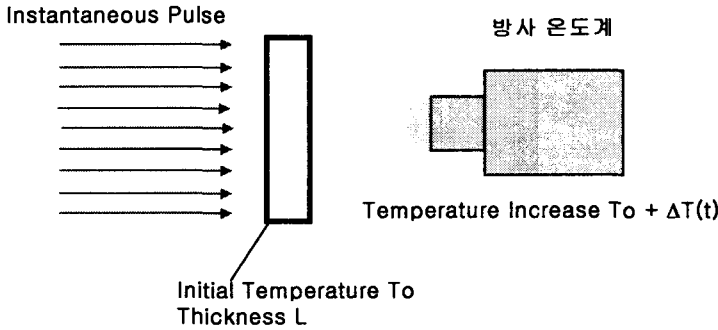 Instantaneous Pulse
방사 온도계
Temperature Increase To + ΔT(t)
Initial Temperature To
Thickness L